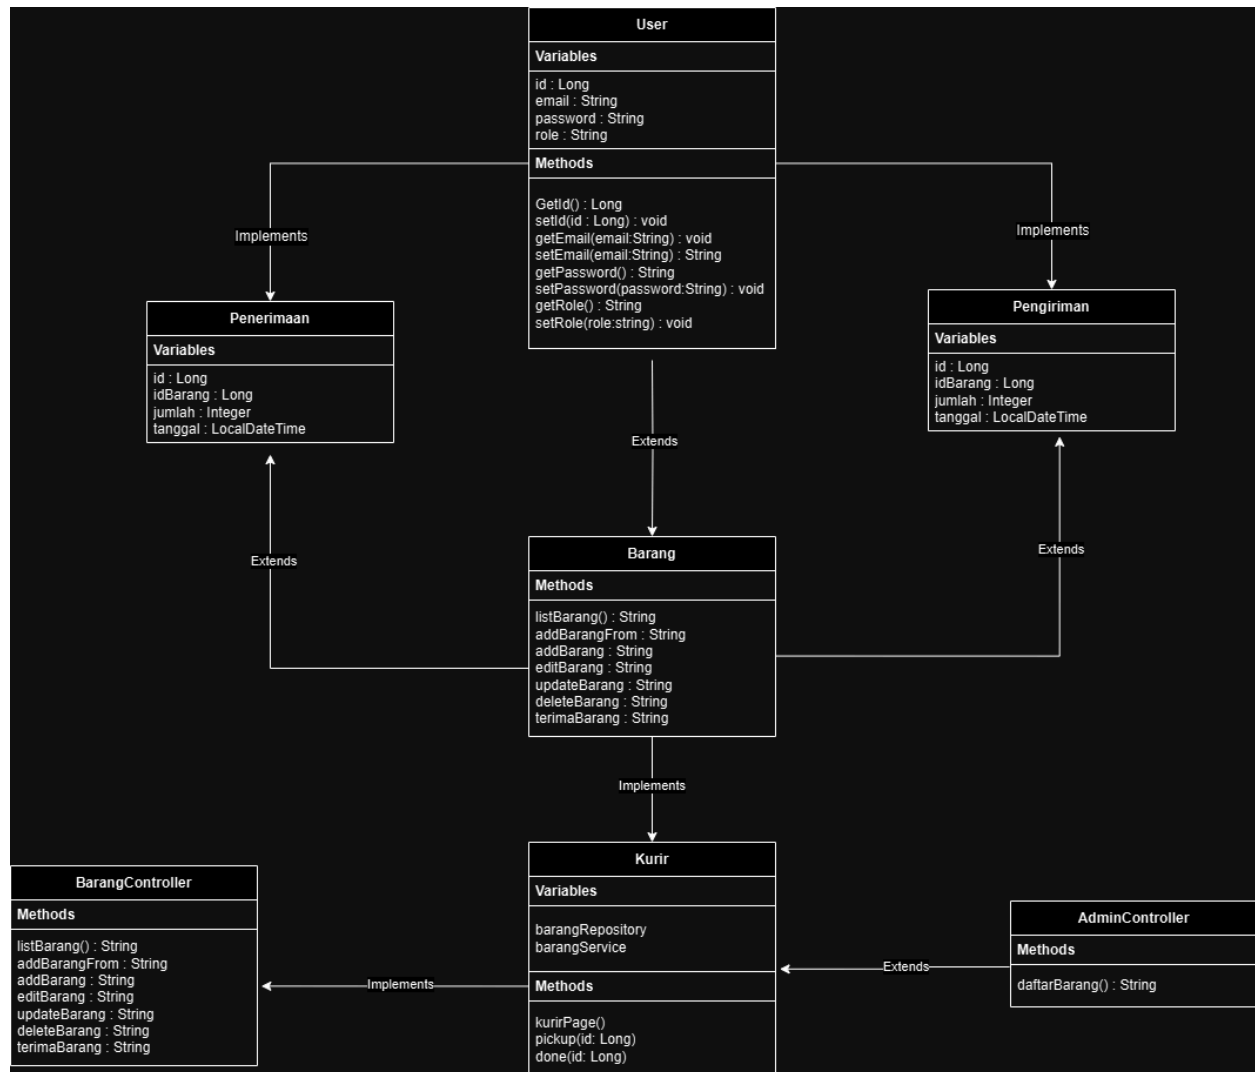 User
Variables
id : Long
email : String
password : String
role : String
Methods
GetId() : Long
setId(id : Long) : void
getEmail(email:String) : void
setEmail(email:String) : String
getPassword() : String
setPassword(password:String) : void
getRole() : String
setRole(role:string) : void
Implements
Implements
Penerimaan
Variables
id : Long
idBarang : Long
jumlah : Integer
tanggal : LocalDateTime
Pengiriman
Variables
id : Long
idBarang : Long
jumlah : Integer
tanggal : LocalDateTime
Extends
Extends
Extends
Barang
Methods
listBarang() : String
addBarangFrom : String
addBarang : String
editBarang : String
updateBarang : String
deleteBarang : String
terimaBarang : String
Implements
Kurir
Variables
barangRepository
barangService
Methods
kurirPage()
pickup(id: Long)
done(id: Long)
BarangController
Methods
listBarang() : String
addBarangFrom : String
addBarang : String
editBarang : String
updateBarang : String
deleteBarang : String
terimaBarang : String
Implements
Extends
AdminController
Methods
daftarBarang() : String